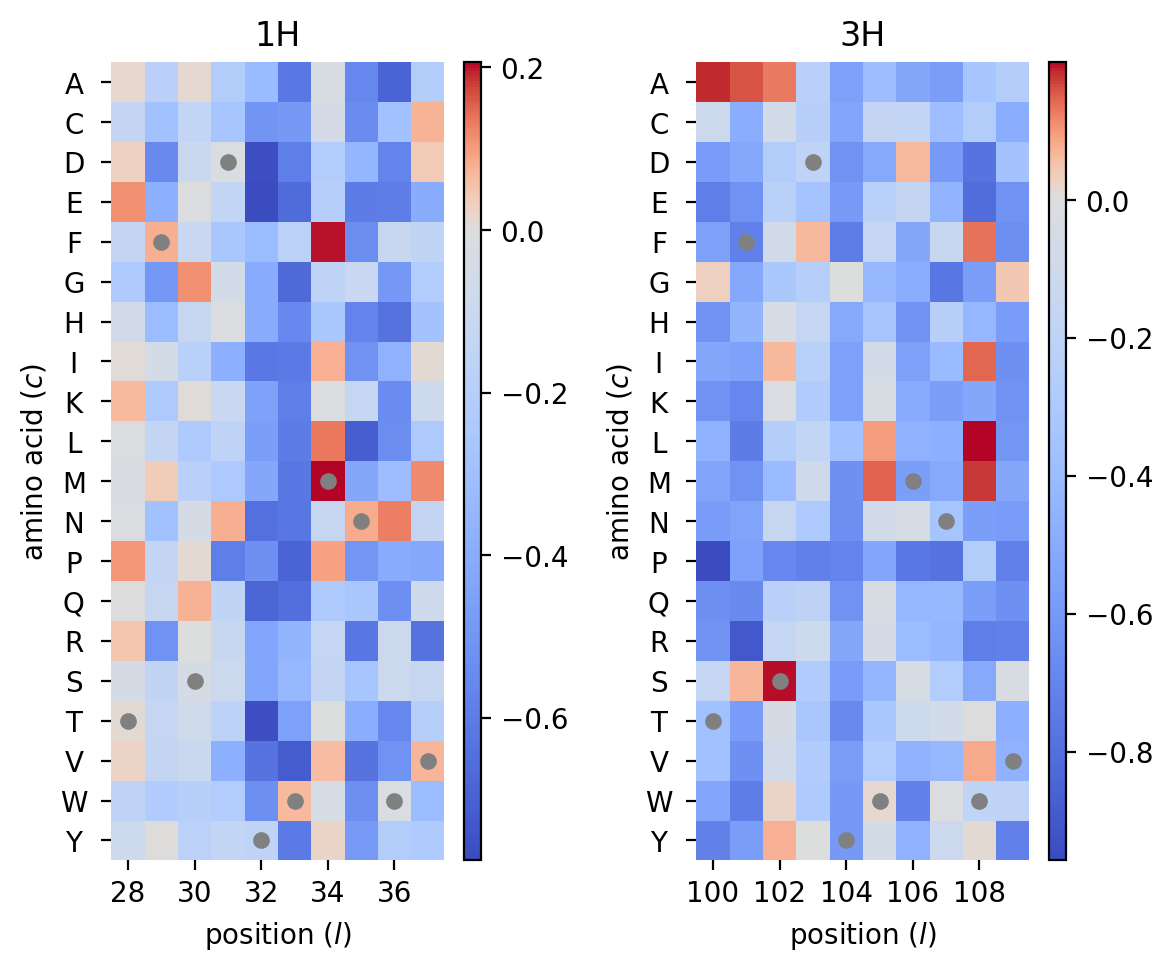 1H
3H
amino acid (c)
A
C
D
E
F
G
H
I
K
L
M
N
P
Q
R
S
T
V
W
Y
28 30 32 34 36
position (l)
0.2
0.0
−0.2
−0.4
−0.6
amino acid (c)
A
C
D
E
F
G
H
I
K
L
M
N
P
Q
R
S
T
V
W
Y
100 102 104 106 108
position (l)
0.0
−0.2
−0.4
−0.6
−0.8